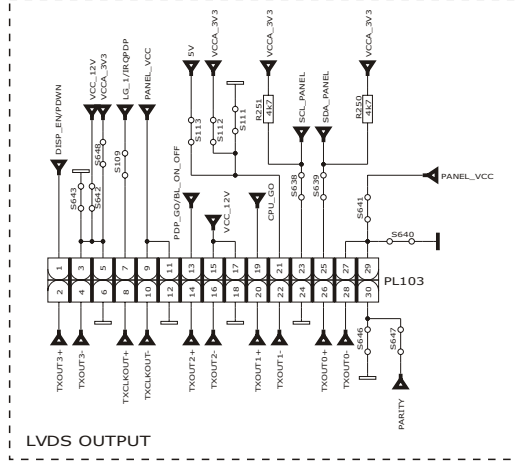 DISP_EN/PDWN
VCC_12V
VCCA_3V3
LG_1/IRQPDP
PANEL_VCC
5V
VCCA_3V3
VCCA_3V3
SCL_PANEL
SDA_PANEL
VCCA_3V3
S643
S642
S648
S109
S113
S112
S111
R251
4k7
R250
4k7
PDP_GO/BL_ON_OFF
VCC_12V
CPU_GO
S638
S639
S641
PANEL_VCC
S640
1 3 5 7 9 11 13 15 17 19 21 23 25 27 29
2 4 6 8 10 12 14 16 18 20 22 24 26 28 30
PL103
TXOUT3+
TXOUT3-
TXCLKOUT+
TXCLKOUT-
TXOUT2+
TXOUT2-
TXOUT1+
TXOUT1-
TXOUT0+
TXOUT0-
S646
S647
PARITY
LVDS OUTPUT